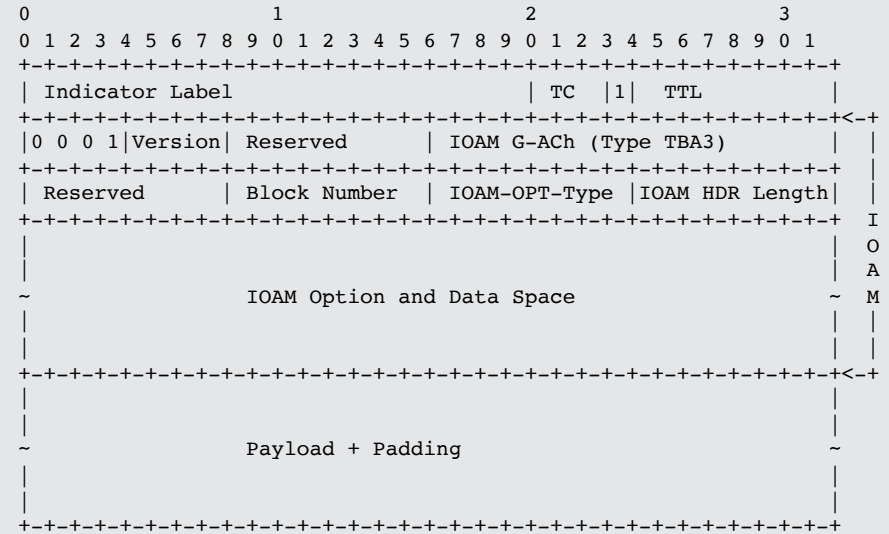 0                   1                   2                   3
0 1 2 3 4 5 6 7 8 9 0 1 2 3 4 5 6 7 8 9 0 1 2 3 4 5 6 7 8 9 0 1
+-+-+-+-+-+-+-+-+-+-+-+-+-+-+-+-+-+-+-+-+-+-+-+-+-+-+-+-+-+-+-+-+
| Indicator Label                       | TC  |1|  TTL          |
+-+-+-+-+-+-+-+-+-+-+-+-+-+-+-+-+-+-+-+-+-+-+-+-+-+-+-+-+-+-+-+-+<-+
|0 0 0 1|Version| Reserved      | IOAM G-ACh (Type TBA3)        |  |
+-+-+-+-+-+-+-+-+-+-+-+-+-+-+-+-+-+-+-+-+-+-+-+-+-+-+-+-+-+-+-+-+  |
| Reserved      | Block Number  | IOAM-OPT-Type |IOAM HDR Length|  |
+-+-+-+-+-+-+-+-+-+-+-+-+-+-+-+-+-+-+-+-+-+-+-+-+-+-+-+-+-+-+-+-+  I
|                                                               |  O
|                                                               |  A
~                 IOAM Option and Data Space                    ~  M
|                                                               |  |
|                                                               |  |
+-+-+-+-+-+-+-+-+-+-+-+-+-+-+-+-+-+-+-+-+-+-+-+-+-+-+-+-+-+-+-+-+<-+
|                                                               |
|                                                               |
~                 Payload + Padding                             ~
|                                                               |
|                                                               |
+-+-+-+-+-+-+-+-+-+-+-+-+-+-+-+-+-+-+-+-+-+-+-+-+-+-+-+-+-+-+-+-+